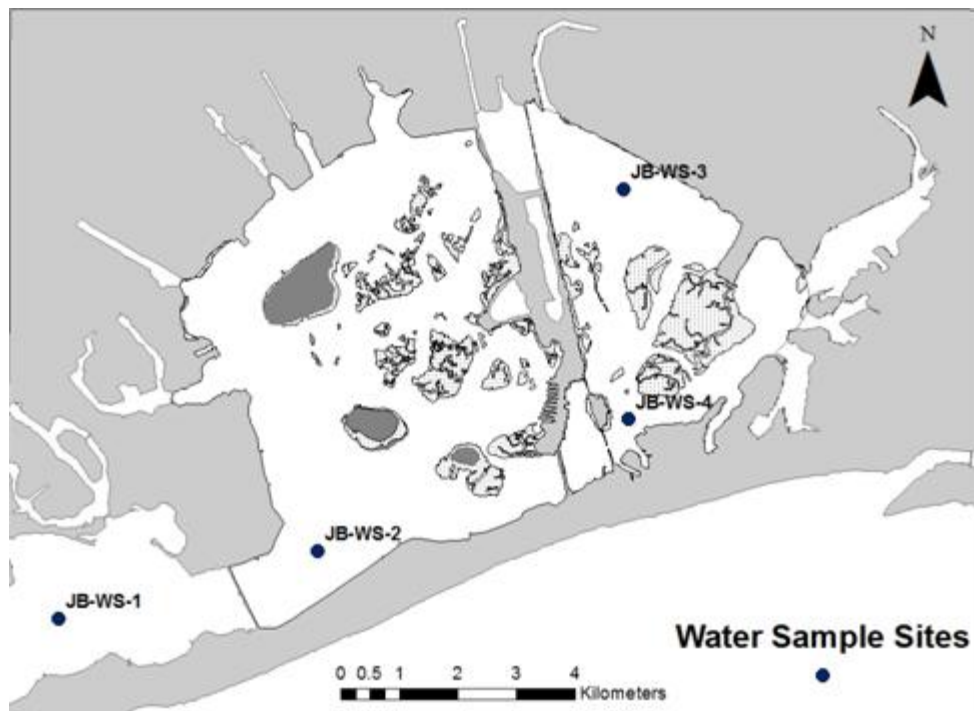 N
JB-WS-3
JB-WS-4
JB-WS-2
JB-WS-1
Water Sample Sites
0 0.5 1 2 3 4
Kilometers